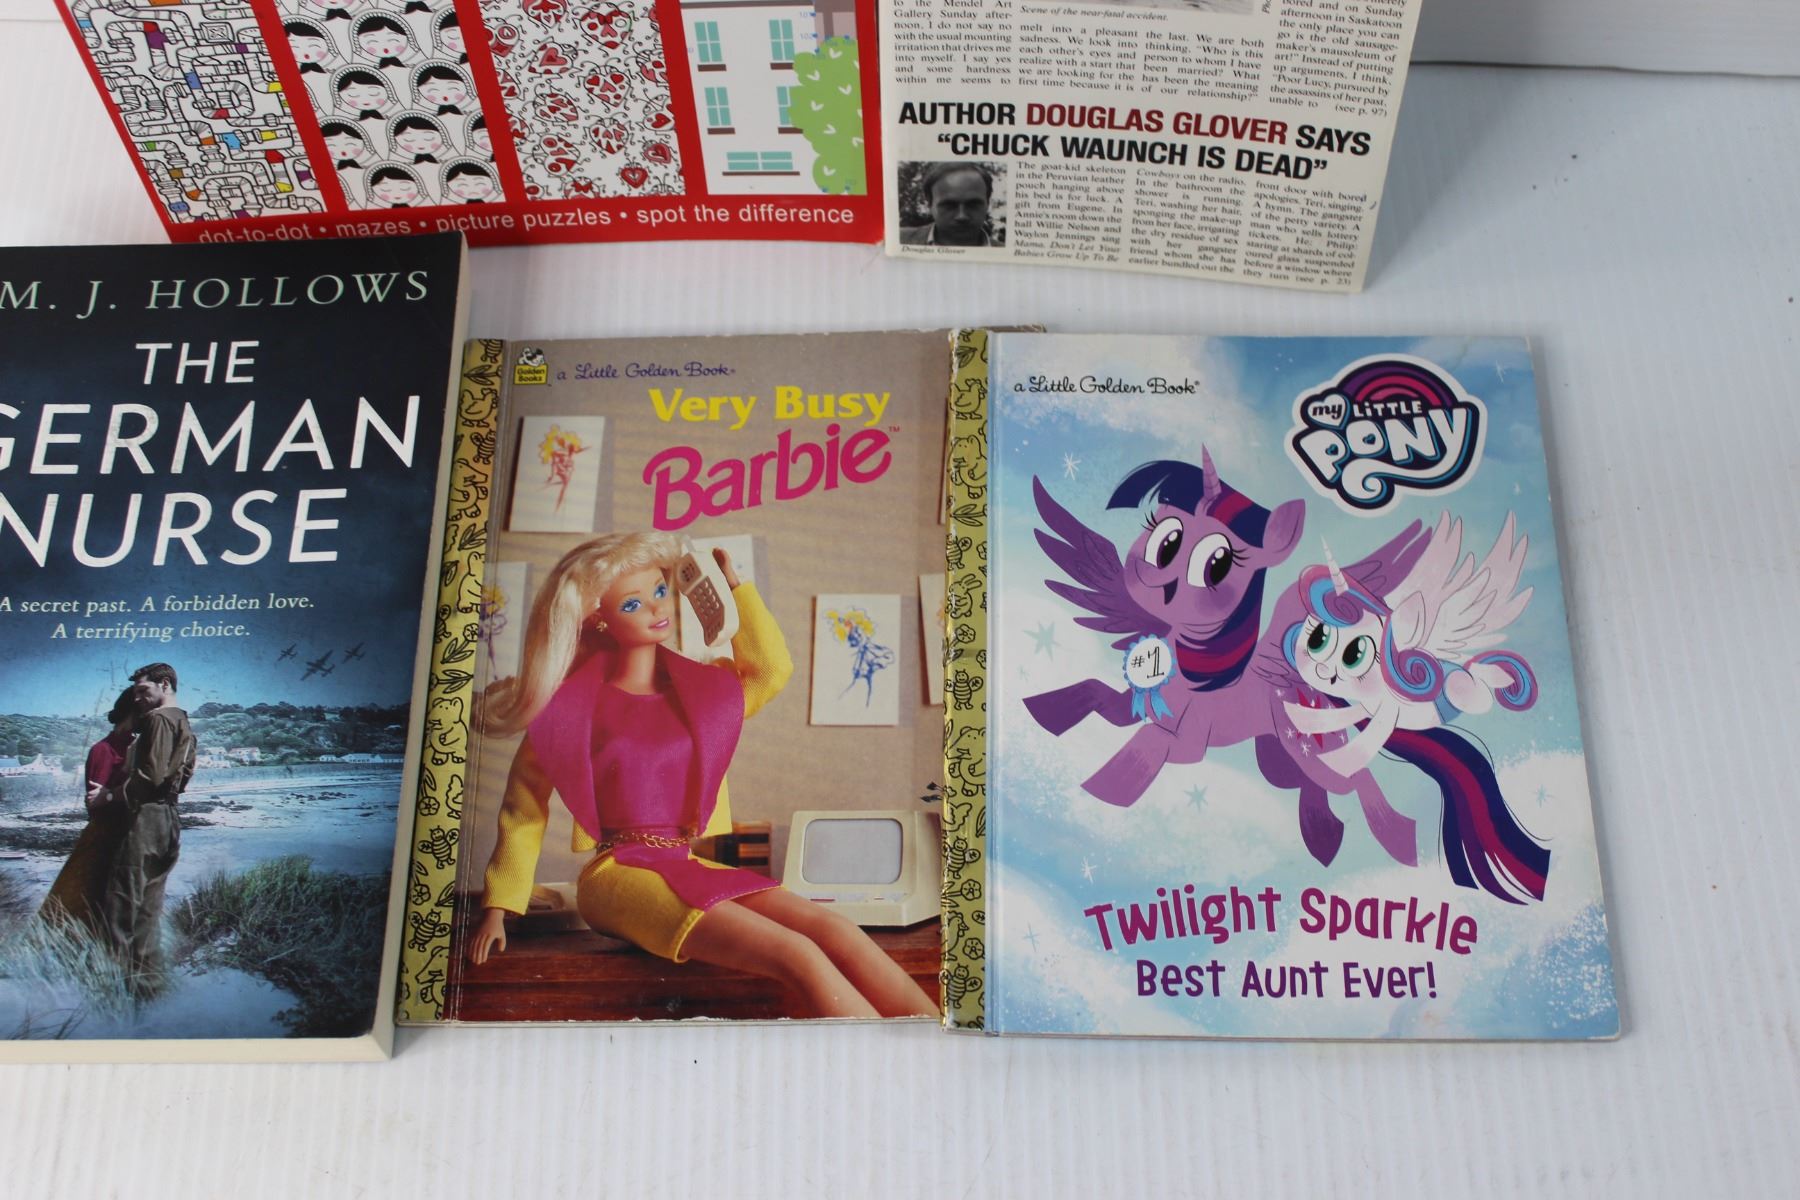 dot-to-dot • mazes • picture puzzles • spot the difference
to the Mendel Art
Gallery Sunday after-
noon. I do not say no
with the usual mounting
irritation that drives me
into myself. I say yes
and some hardness
within me seems to
Scene of the near-fatal accident.
melt into a pleasant
sadness. We look into
each other's eyes and
realize with a start that
we are looking for the
first time because it is
the last. We are both
thinking. "Who is this
person to whom I have
been married? What
has been the meaning
of our relationship?"
bored and on Sunday
afternoon in Saskatoon
the only place you can
go is the old sausage-
maker's mausoleum of
art!" Instead of putting
up arguments, I think,
"Poor Lucy, pursued by
the assassins of her past,
unable to (see p. 97)
AUTHOR DOUGLAS GLOVER SAYS
"CHUCK WAUNCH IS DEAD"
Douglas Glover
The goat-kid skeleton
in the Peruvian leather
pouch hanging above
his bed is for luck. A
gift from Eugene. In
Annie's room down the
hall Willie Nelson and
Waylon Jennings sing
Mama, Don't Let Your
Babies Grow Up To Be
Cowboys on the radio.
In the bathroom the
shower is running.
Teri, washing her hair,
sponging the make-up
from her face, irrigating
the dry residue of sex
with her gangster
friend whom she has
earlier bundled out the
front door with bored
apologies. Teri, singing.
A hymn. The gangster
of the petty variety. A
man who sells lottery
tickets. He; Philip;
staring at shards of col-
oured glass suspended
before a window where
they turn (see p. 23)
M. J. HOLLOWS
THE
GERMAN
NURSE
A secret past. A forbidden love.
A terrifying choice.
Golden
Books
a Little Golden Book®
Very Busy
Barbie™
a Little Golden Book®
my LiTTLE
PONY
#1
Twilight Sparkle
Best Aunt Ever!